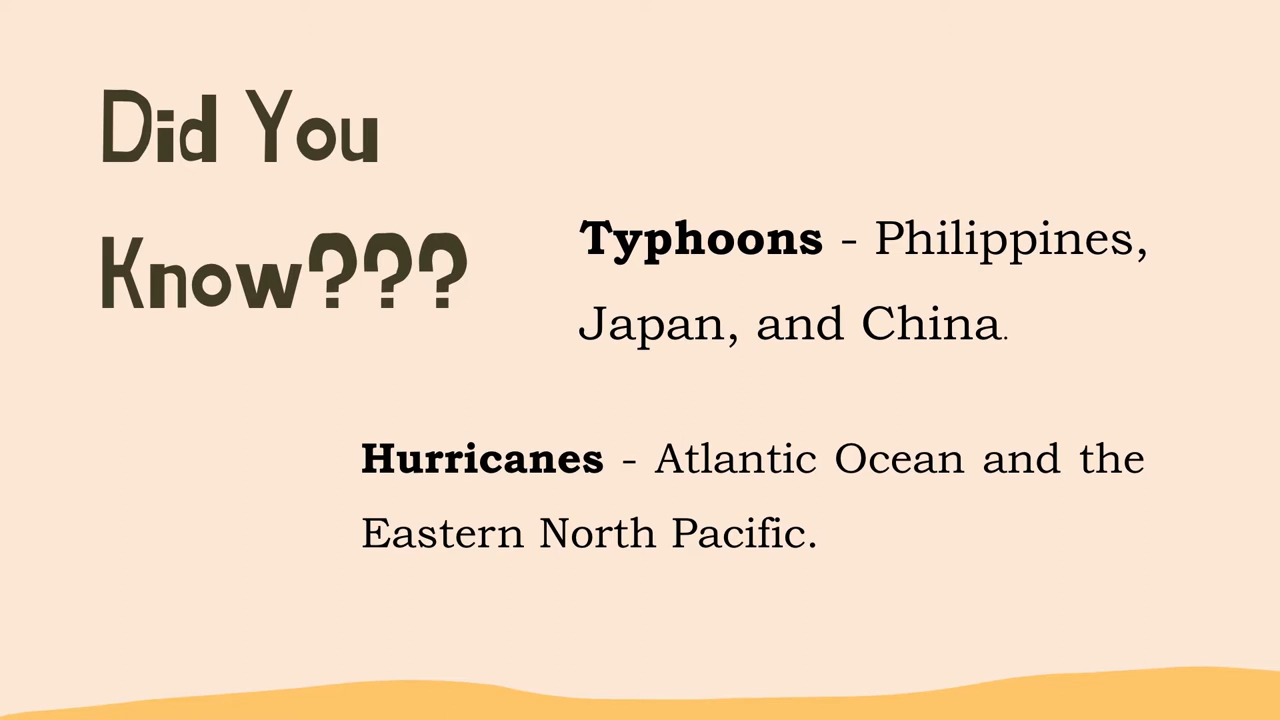 Did You
Know???
Typhoons - Philippines,
Japan, and China.
Hurricanes - Atlantic Ocean and the
Eastern North Pacific.